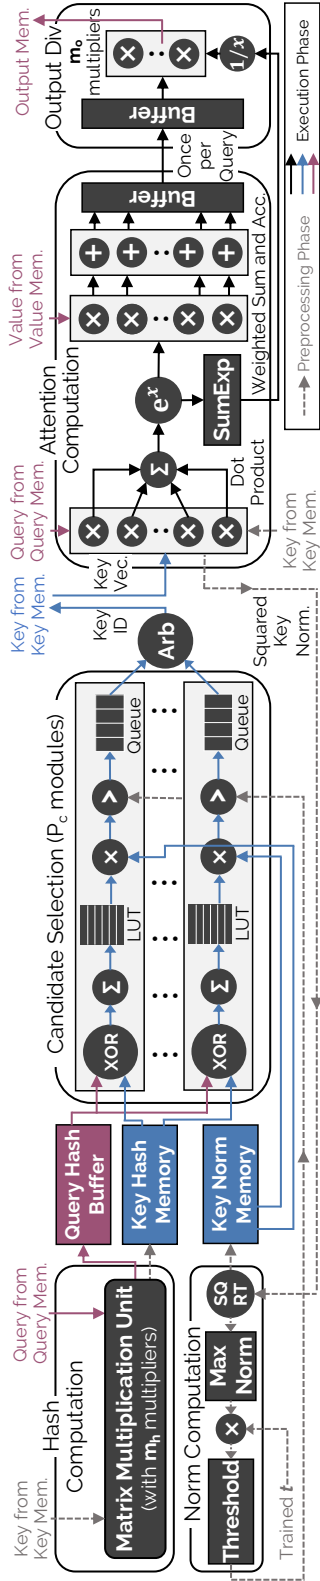 Key from
Key Mem.
Query from
Query Mem.
Hash
Computation
Matrix Multiplication Unit
(with mₕ multipliers)
Norm Computation
Threshold
×
Max
Norm
SQ
RT
Trained t
Query Hash
Buffer
Key Hash
Memory
Key Norm
Memory
Candidate Selection (P꜀ modules)
XOR
Σ
LUT
×
>
Queue
XOR
Σ
LUT
×
>
Queue
Arb
Key
ID
Key from
Key Mem.
Squared
Key
Norm.
Query from
Query Mem.
Attention
Computation
Value from
Value Mem.
Key
Vec.
×
×
×
×
Σ
Dot
Product
Key from
Key Mem.
eˣ
SumExp
×
×
×
×
+
+
+
+
Weighted Sum and Acc.
Buffer
Once
per
Query
Output Mem.
Output Div.
mₒ
multipliers
Buffer
×
×
1/x
Preprocessing Phase
Execution Phase